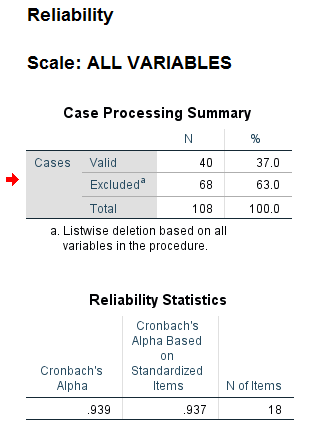 Reliability
Scale: ALL VARIABLES
Case Processing Summary
N %
Cases Valid 40 37.0
Excludedᵃ 68 63.0
Total 108 100.0
a. Listwise deletion based on all
variables in the procedure.
Reliability Statistics
Cronbach's
Alpha Based
on
Cronbach's Standardized
Alpha Items N of Items
.939 .937 18